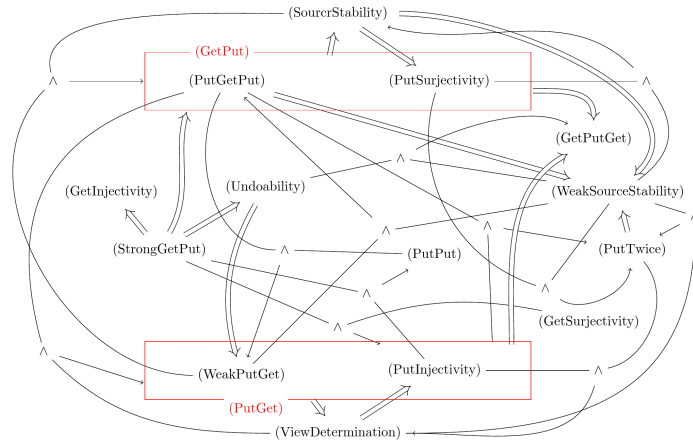 (SourcrStability)
(GetPut)
∧
(PutGetPut)
(PutSurjectivity)
∧
(GetPutGet)
∧
(GetInjectivity)
(Undoability)
(WeakSourceStability)
∧
∧
∧
(StrongGetPut)
∧
(PutPut)
(PutTwice)
∧
∧
∧
(GetSurjectivity)
∧
(WeakPutGet)
(PutInjectivity)
∧
(PutGet)
(ViewDetermination)